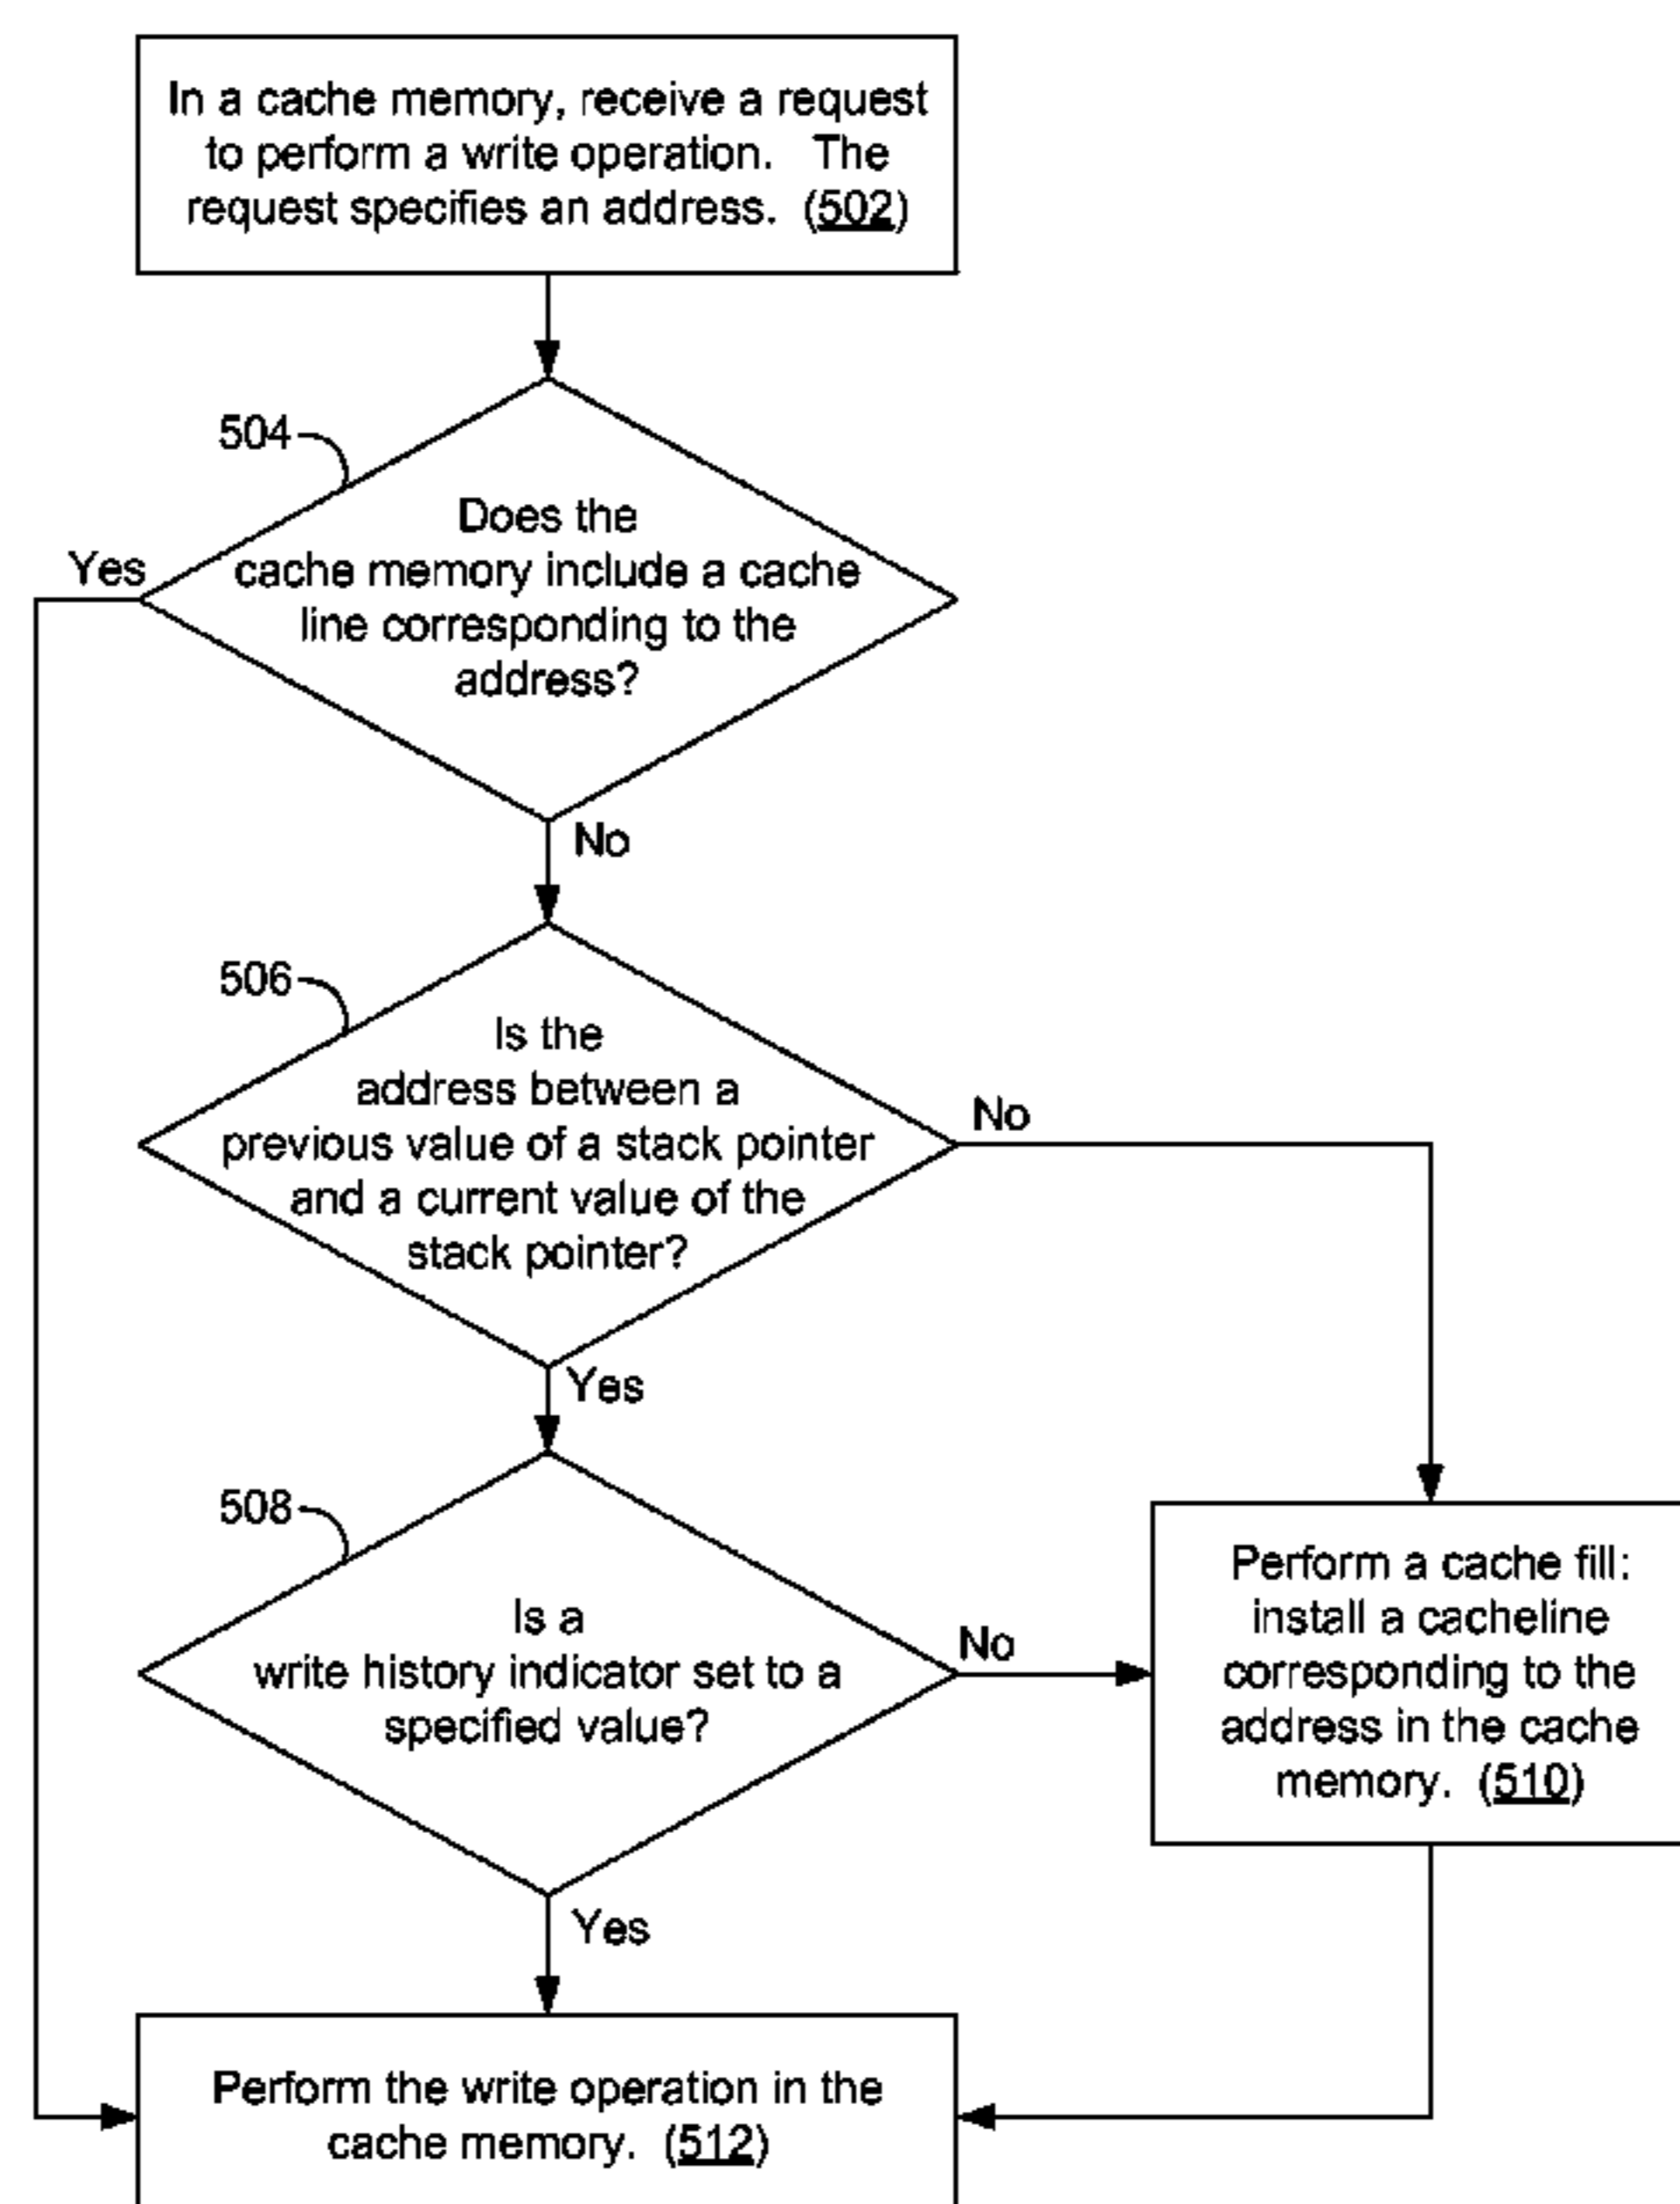 In a cache memory, receive a request
to perform a write operation. The
request specifies an address. (502)
504
Does the
cache memory include a cache
line corresponding to the
address?
Yes
No
506
Is the
address between a
previous value of a stack pointer
and a current value of the
stack pointer?
No
Yes
508
Is a
write history indicator set to a
specified value?
No
Perform a cache fill:
install a cacheline
corresponding to the
address in the cache
memory. (510)
Yes
Perform the write operation in the
cache memory. (512)